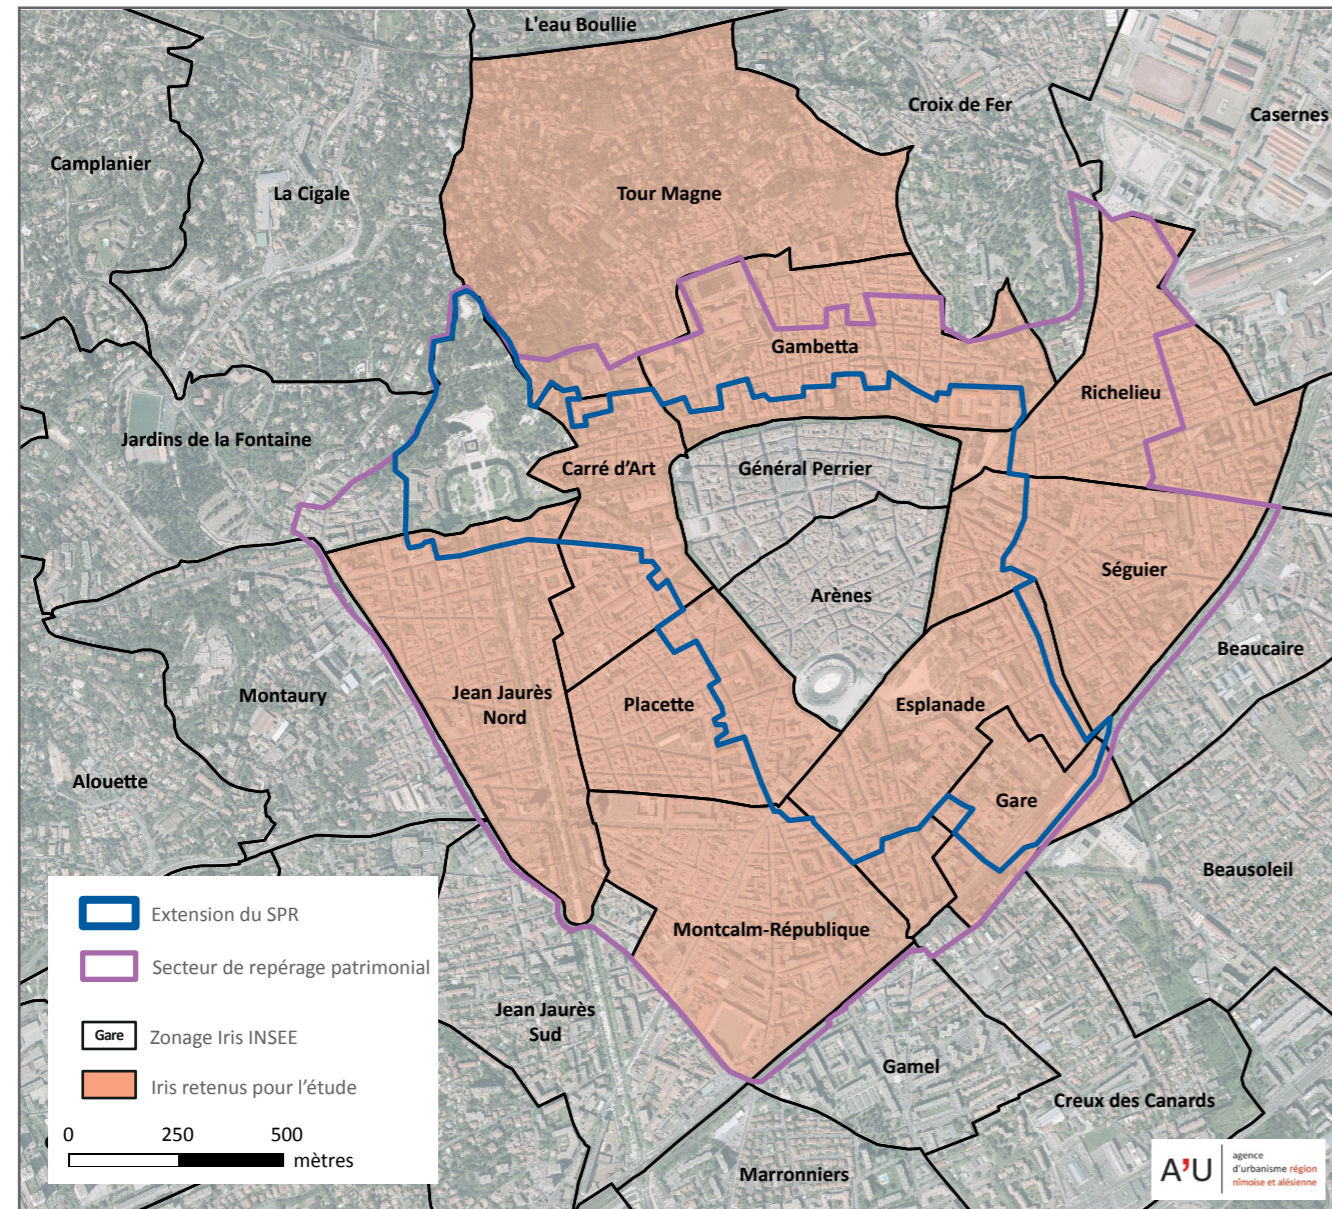 L'eau Boullie
Croix de Fer
Casernes
Camplanier
La Cigale
Tour Magne
Gambetta
Richelieu
Jardins de la Fontaine
Carré d'Art
Général Perrier
Séguier
Arènes
Beaucaire
Montaury
Jean Jaurès
Nord
Placette
Esplanade
Alouette
Gare
Beausoleil
Montcalm-République
Jean Jaurès
Sud
Gamel
Creux des Canards
Marronniers
Extension du SPR
Secteur de repérage patrimonial
Gare
Zonage Iris INSEE
Iris retenus pour l'étude
0 250 500
mètres
A'U
agence
d'urbanisme région
nîmoise et alésienne